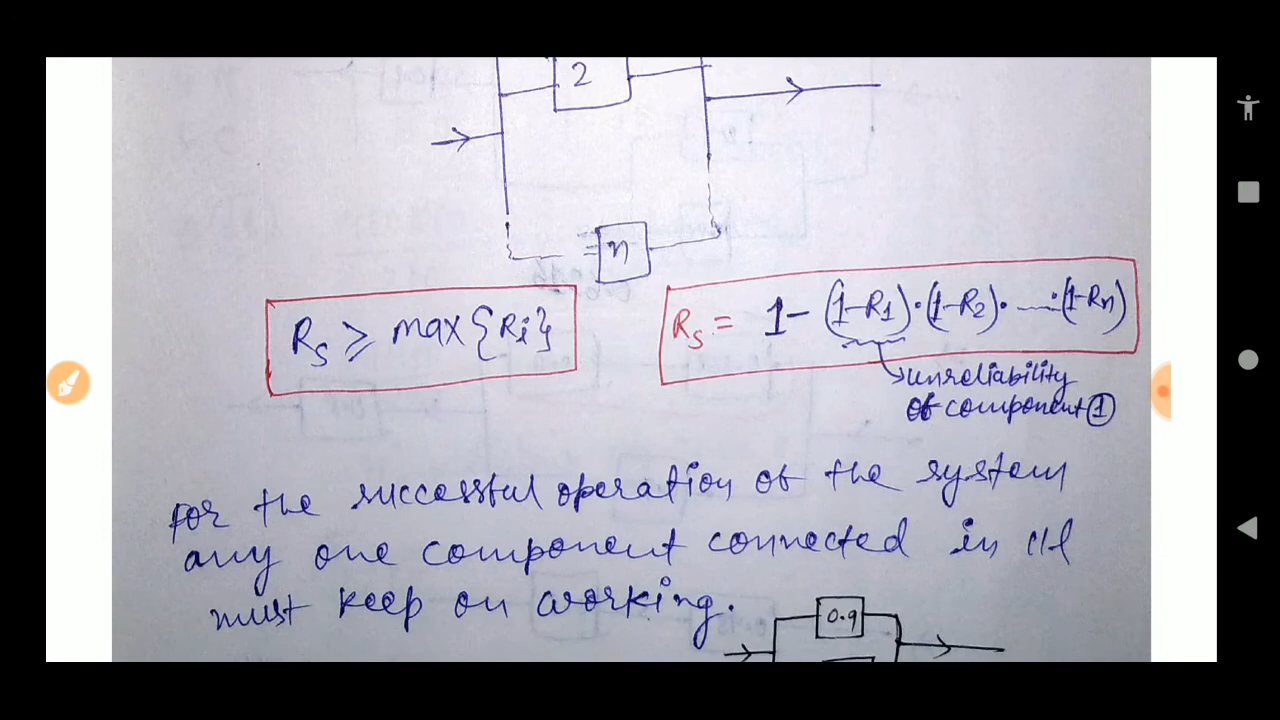 2
n
Rs ≥ max{Ri}
Rs = 1-(1-R1)·(1-R2)· ....·(1-Rn)
unreliability
of component ①
For the successful operation of the system
any one component connected in 11l
must keep on working.
0.9